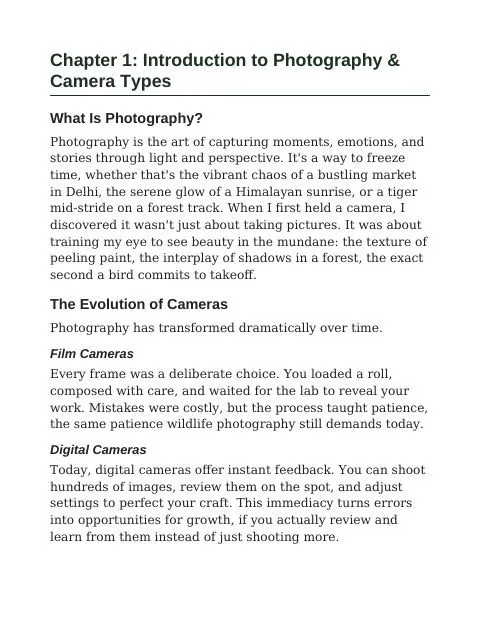 Chapter 1: Introduction to Photography &
Camera Types
What Is Photography?
Photography is the art of capturing moments, emotions, and
stories through light and perspective. It's a way to freeze
time, whether that's the vibrant chaos of a bustling market
in Delhi, the serene glow of a Himalayan sunrise, or a tiger
mid-stride on a forest track. When I first held a camera, I
discovered it wasn't just about taking pictures. It was about
training my eye to see beauty in the mundane: the texture of
peeling paint, the interplay of shadows in a forest, the exact
second a bird commits to takeoff.
The Evolution of Cameras
Photography has transformed dramatically over time.
Film Cameras
Every frame was a deliberate choice. You loaded a roll,
composed with care, and waited for the lab to reveal your
work. Mistakes were costly, but the process taught patience,
the same patience wildlife photography still demands today.
Digital Cameras
Today, digital cameras offer instant feedback. You can shoot
hundreds of images, review them on the spot, and adjust
settings to perfect your craft. This immediacy turns errors
into opportunities for growth, if you actually review and
learn from them instead of just shooting more.